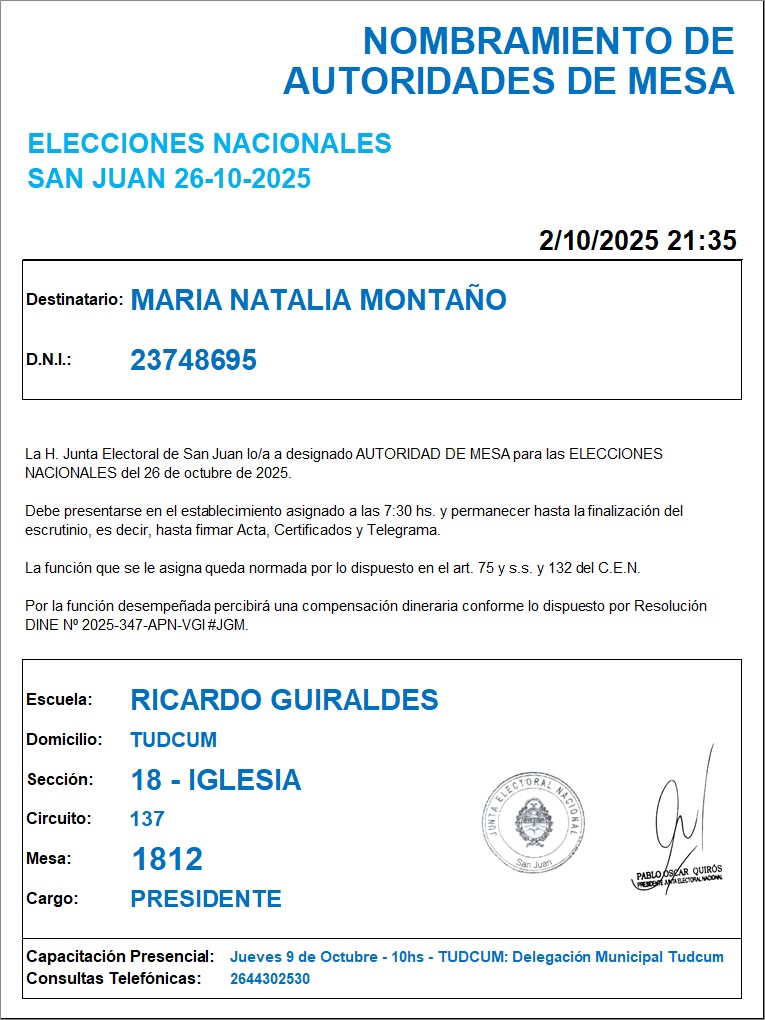 NOMBRAMIENTO DE
AUTORIDADES DE MESA
ELECCIONES NACIONALES
SAN JUAN 26-10-2025
2/10/2025 21:35
Destinatario: MARIA NATALIA MONTAÑO
D.N.I.: 23748695
La H. Junta Electoral de San Juan lo/a a designado AUTORIDAD DE MESA para las ELECCIONES
NACIONALES del 26 de octubre de 2025.
Debe presentarse en el establecimiento asignado a las 7:30 hs. y permanecer hasta la finalización del
escrutinio, es decir, hasta firmar Acta, Certificados y Telegrama.
La función que se le asigna queda normada por lo dispuesto en el art. 75 y s.s. y 132 del C.E.N.
Por la función desempeñada percibirá una compensación dineraria conforme lo dispuesto por Resolución
DINE Nº 2025-347-APN-VGI#JGM.
Escuela: RICARDO GUIRALDES
Domicilio: TUDCUM
Sección: 18 - IGLESIA
Circuito: 137
Mesa: 1812
Cargo: PRESIDENTE
JUNTA ELECTORAL NACIONAL
San Juan
PABLO OSCAR QUIRÓS
PRESIDENTE JUNTA ELECTORAL NACIONAL
Capacitación Presencial: Jueves 9 de Octubre - 10hs - TUDCUM: Delegación Municipal Tudcum
Consultas Telefónicas: 2644302530